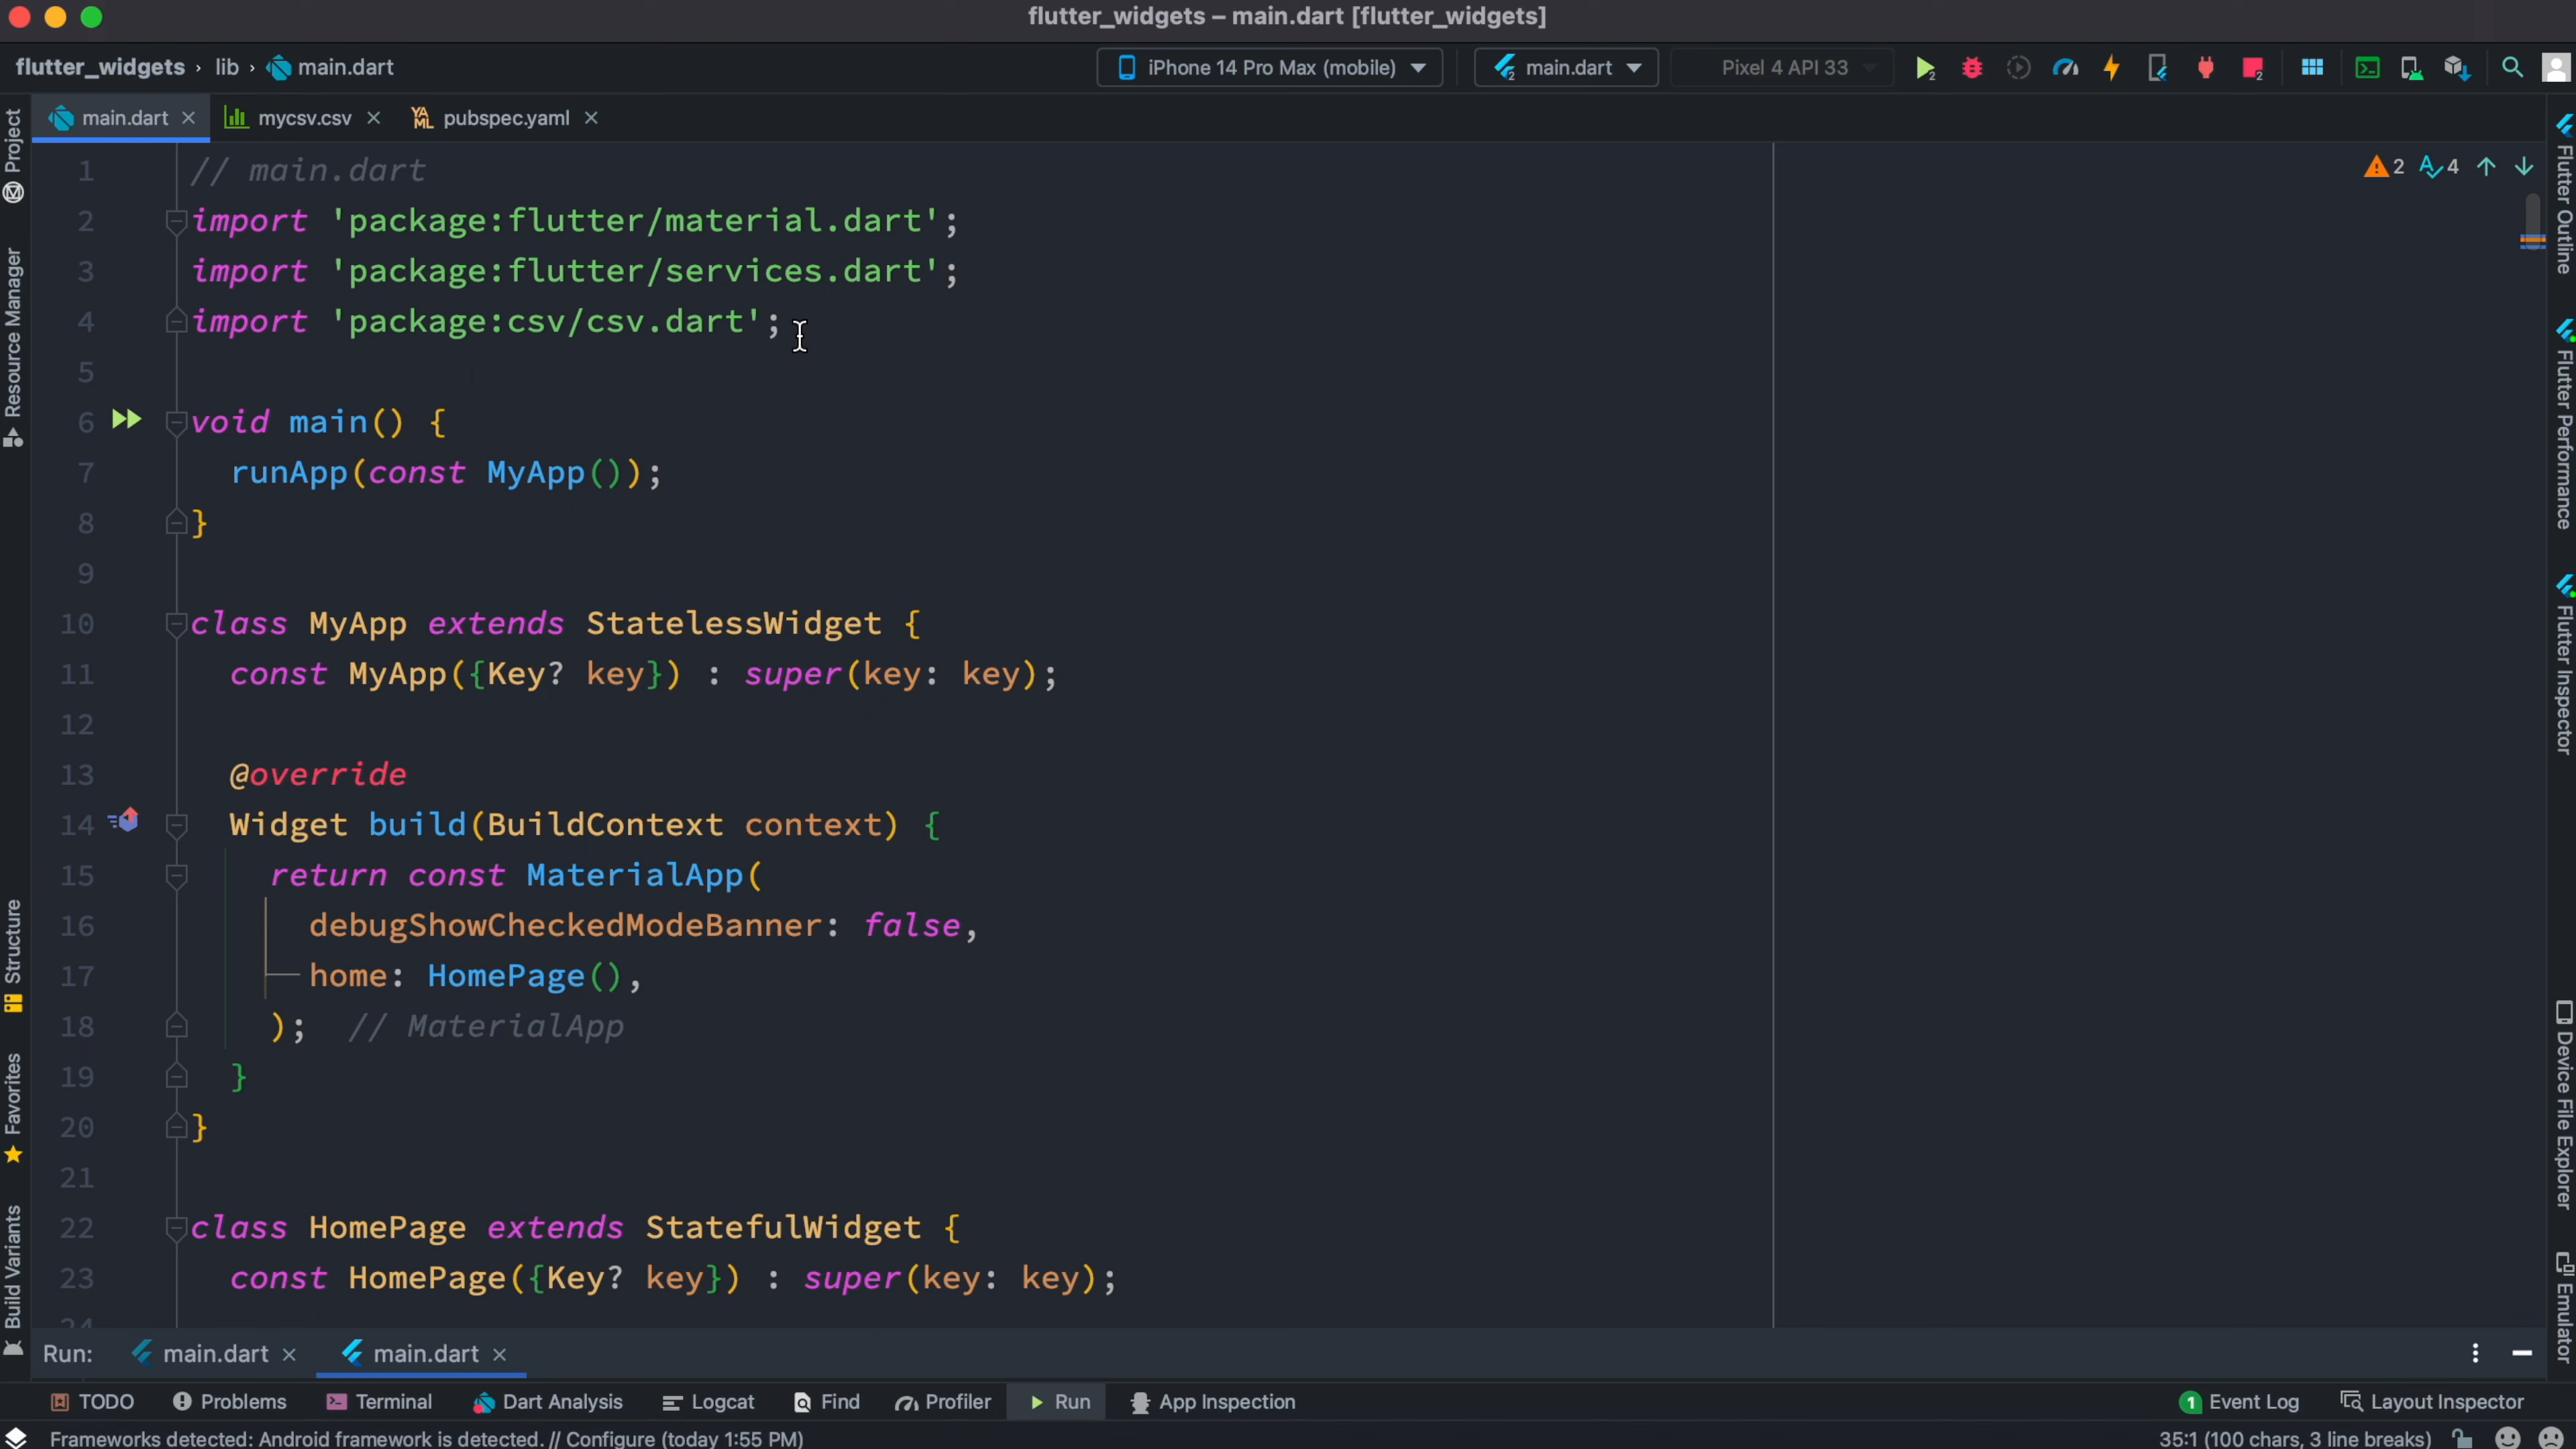 flutter_widgets – main.dart [flutter_widgets]
flutter_widgets › lib › main.dart
iPhone 14 Pro Max (mobile)
main.dart
Pixel 4 API 33
main.dart
mycsv.csv
pubspec.yaml
2 4
1 // main.dart
2 import 'package:flutter/material.dart';
3 import 'package:flutter/services.dart';
4 import 'package:csv/csv.dart';
5
6 void main() {
7 runApp(const MyApp());
8 }
9
10 class MyApp extends StatelessWidget {
11 const MyApp({Key? key}) : super(key: key);
12
13 @override
14 Widget build(BuildContext context) {
15 return const MaterialApp(
16 debugShowCheckedModeBanner: false,
17 home: HomePage(),
18 ); // MaterialApp
19 }
20 }
21
22 class HomePage extends StatefulWidget {
23 const HomePage({Key? key}) : super(key: key);
24
Project
Resource Manager
Structure
Favorites
Build Variants
Flutter Outline
Flutter Performance
Flutter Inspector
Device File Explorer
Emulator
Run: main.dart main.dart
TODO Problems Terminal Dart Analysis Logcat Find Profiler Run App Inspection 1 Event Log Layout Inspector
Frameworks detected: Android framework is detected. // Configure (today 1:55 PM) 35:1 (100 chars, 3 line breaks)